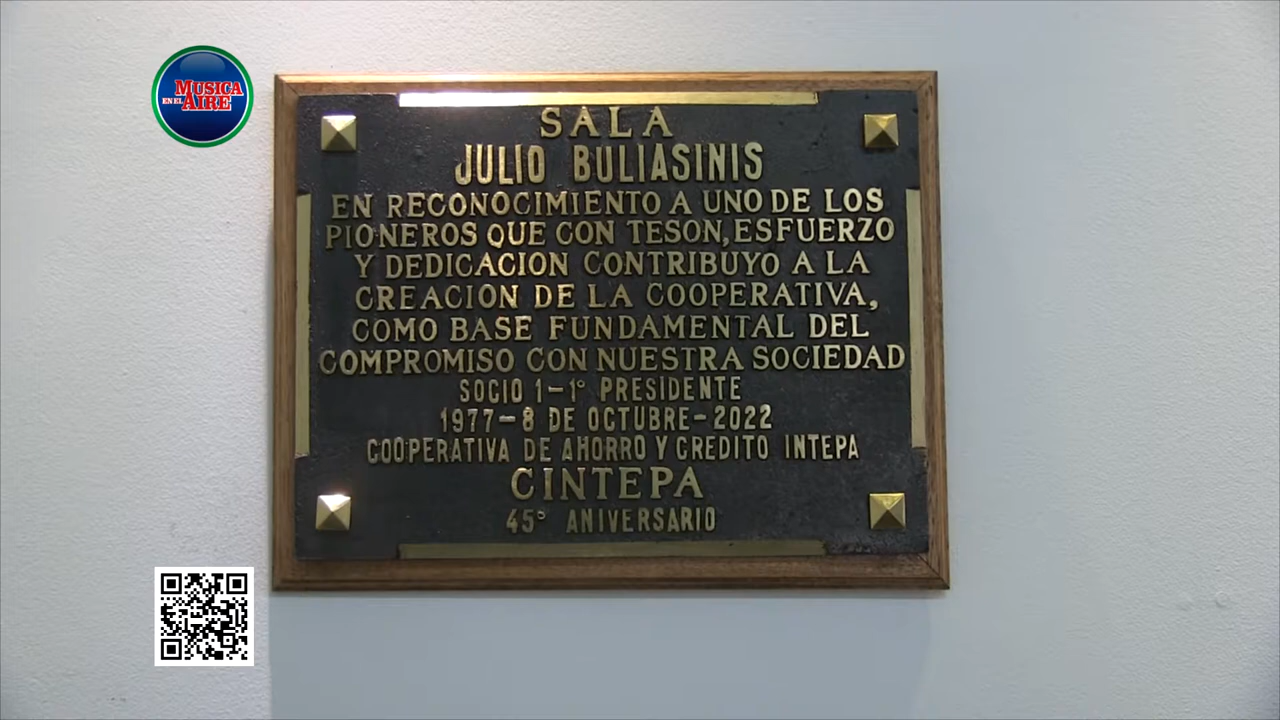 MUSICA
EN EL AIRE
SALA
JULIO BULIASINIS
EN RECONOCIMIENTO A UNO DE LOS
PIONEROS QUE CON TESON, ESFUERZO
Y DEDICACION CONTRIBUYO A LA
CREACION DE LA COOPERATIVA,
COMO BASE FUNDAMENTAL DEL
COMPROMISO CON NUESTRA SOCIEDAD
SOCIO 1-1° PRESIDENTE
1977-8 DE OCTUBRE-2022
COOPERATIVA DE AHORRO Y CREDITO INTEPA
CINTEPA
45° ANIVERSARIO